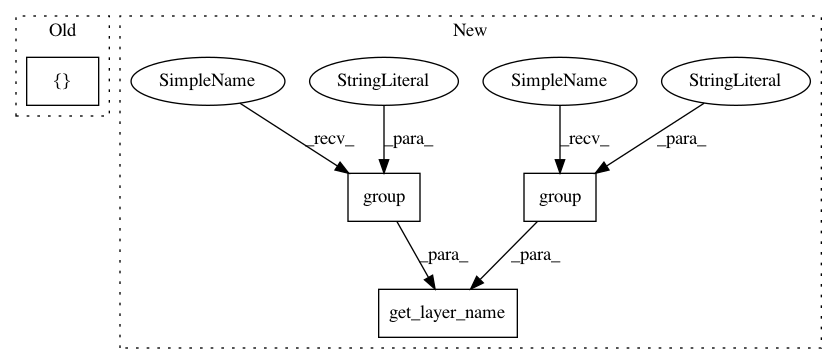 Old
New
{}
SimpleName
StringLiteral
SimpleName
StringLiteral
_recv_
_para_
_recv_
_para_
group
group
_para_
_para_
get_layer_name